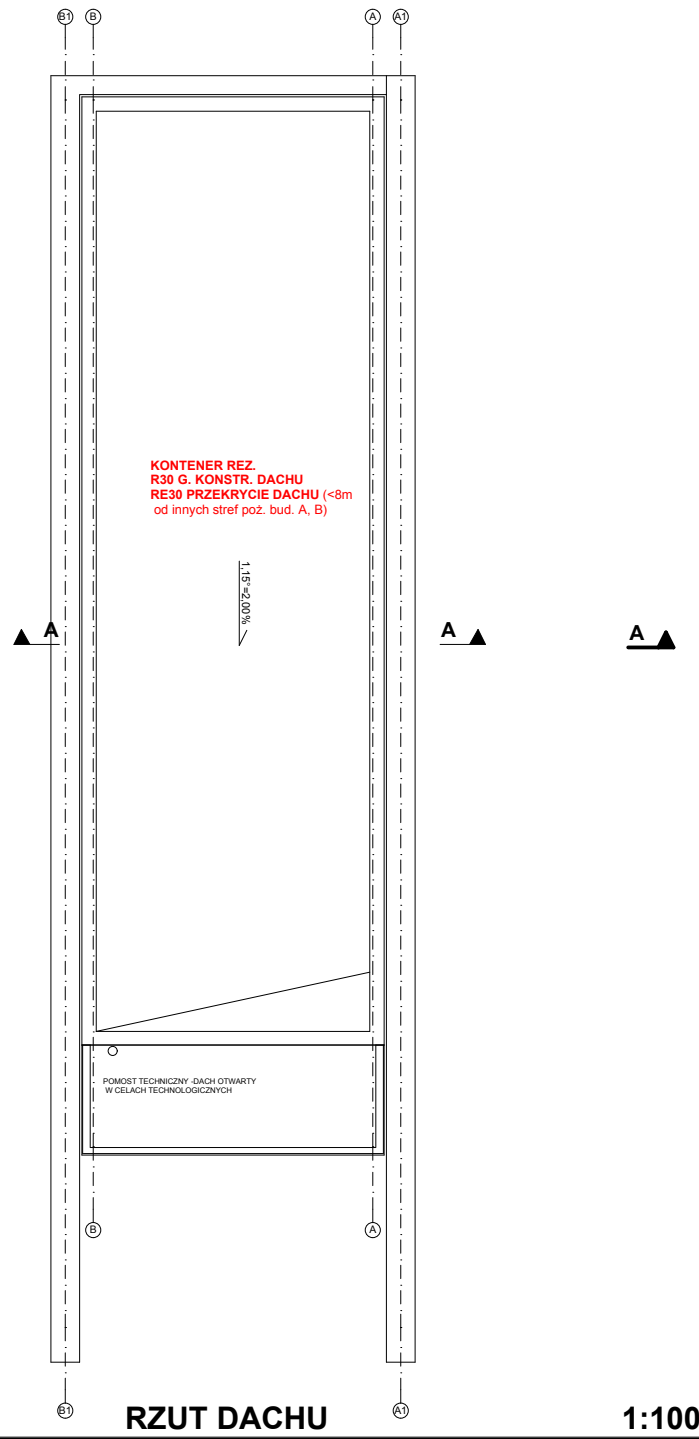 B1 B A A1
KONTENER REZ.
R30 G. KONSTR. DACHU
RE30 PRZEKRYCIE DACHU (<8m
od innych stref poż. bud. A, B)
1,15°=2,00%
A A A
POMOST TECHNICZNY -DACH OTWARTY
W CELACH TECHNOLOGICZNYCH
B A
B1 A1
RZUT DACHU 1:100